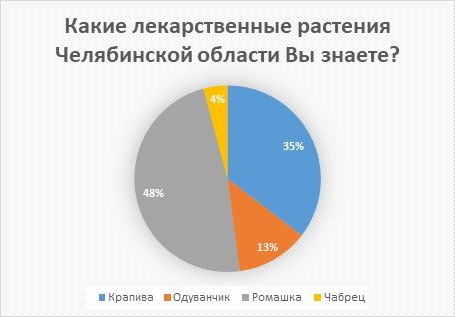 Какие лекарственные растения
Челябинской области Вы знаете?
4%
35%
48%
13%
Крапива Одуванчик Ромашка Чабрец